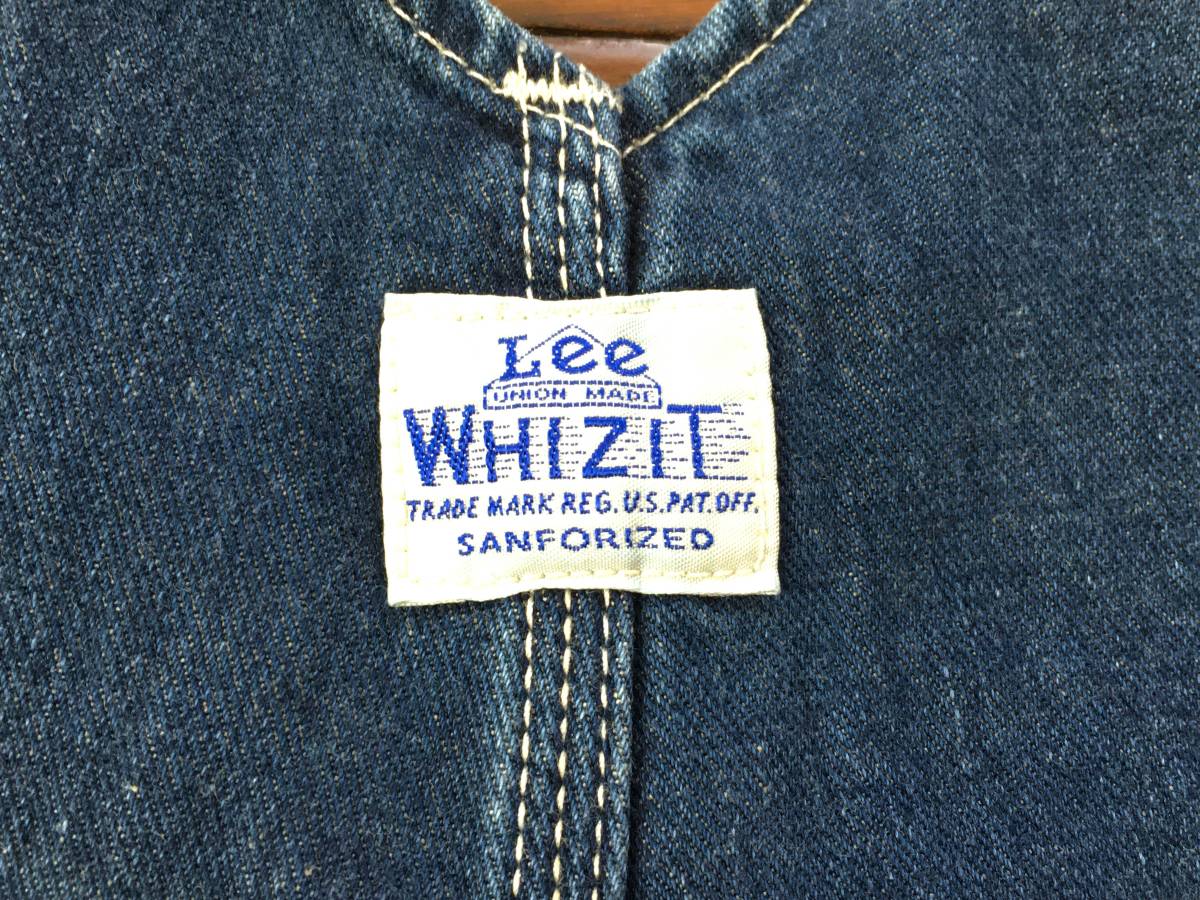 Lee
UNION MADE
WHIZIT
TRADE MARK REG. U.S. PAT. OFF.
SANFORIZED